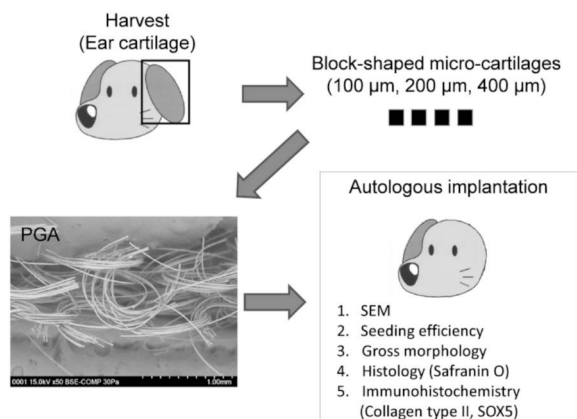 Harvest
(Ear cartilage)
Block-shaped micro-cartilages
(100 μm, 200 μm, 400 μm)
PGA
0001 15.0kV x50 BSE-COMP 30Pa 1.00mm
Autologous implantation
1. SEM
2. Seeding efficiency
3. Gross morphology
4. Histology (Safranin O)
5. Immunohistochemistry
(Collagen type II, SOX5)